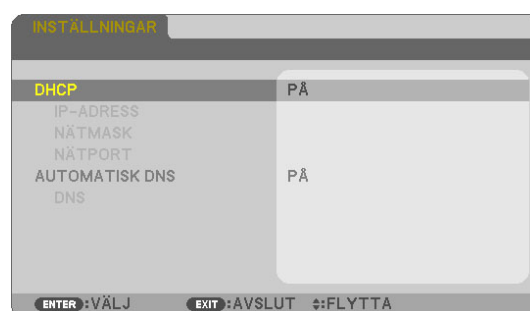 INSTÄLLNINGAR
DHCP PÅ
IP-ADRESS
NÄTMASK
NÄTPORT
AUTOMATISK DNS PÅ
DNS
ENTER:VÄLJ EXIT:AVSLUT :FLYTTA